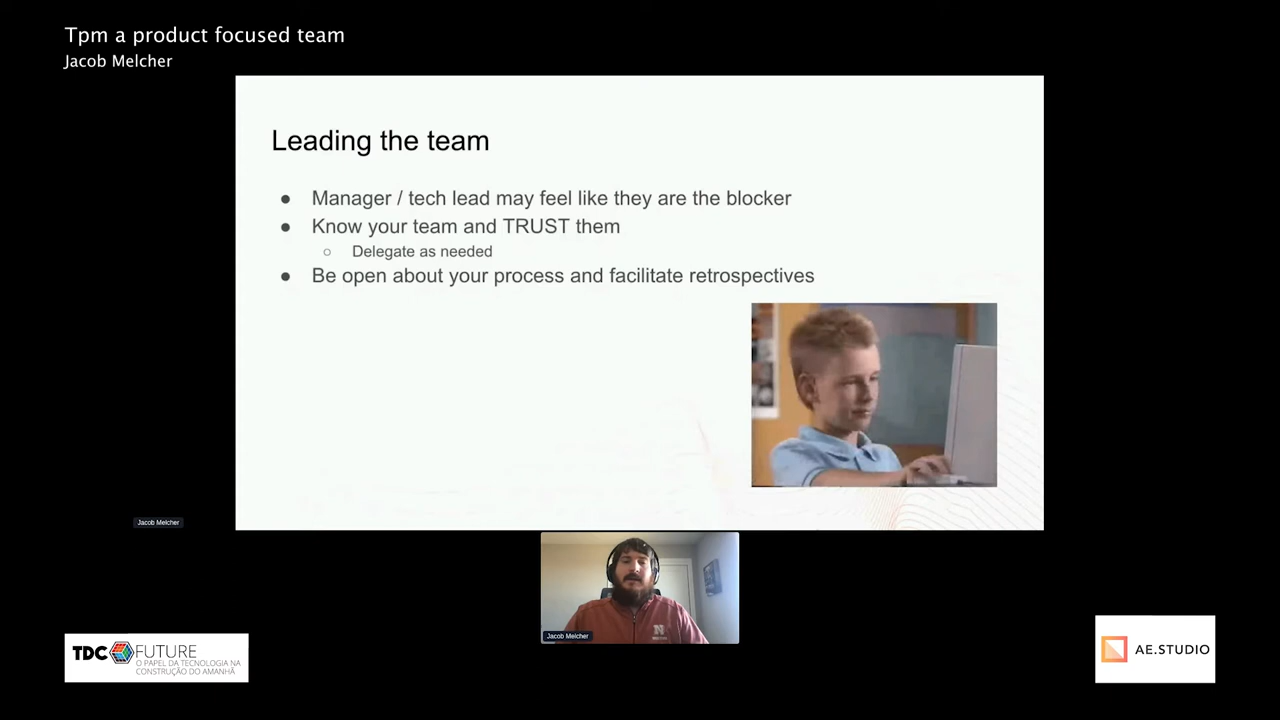 Tpm a product focused team
Jacob Melcher
Leading the team
● Manager / tech lead may feel like they are the blocker
● Know your team and TRUST them
○ Delegate as needed
● Be open about your process and facilitate retrospectives
Jacob Melcher
N
Jacob Melcher
TDC FUTURE
O PAPEL DA TECNOLOGIA NA
CONSTRUÇÃO DO AMANHÃ
AE.STUDIO